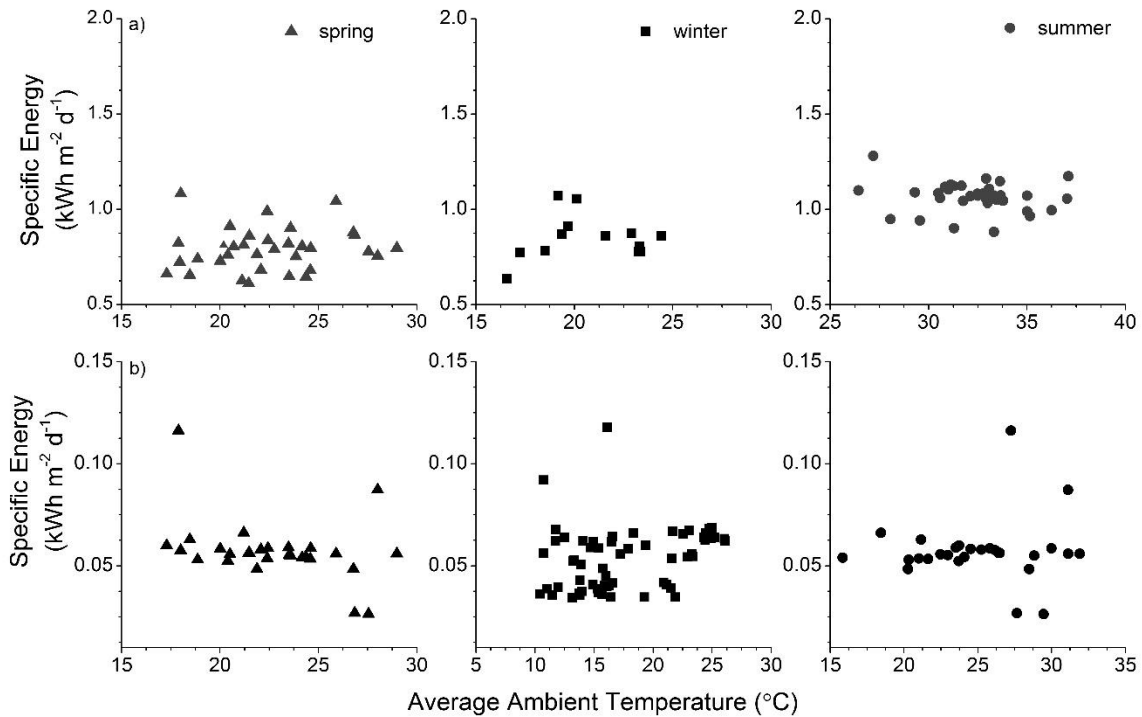 a)
spring
winter
summer
Specific Energy
(kWh m⁻² d⁻¹)
2.0
1.5
1.0
0.5
15 20 25 30
2.0
1.5
1.0
0.5
15 20 25 30
2.0
1.5
1.0
0.5
25 30 35 40
b)
Specific Energy
(kWh m⁻² d⁻¹)
0.15
0.10
0.05
15 20 25 30
0.15
0.10
0.05
5 10 15 20 25 30
0.15
0.10
0.05
15 20 25 30 35
Average Ambient Temperature (°C)